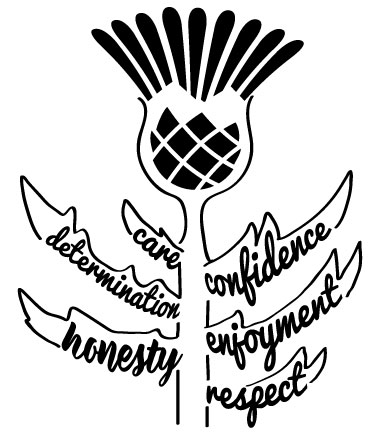 care
determination
honesty
confidence
enjoyment
respect